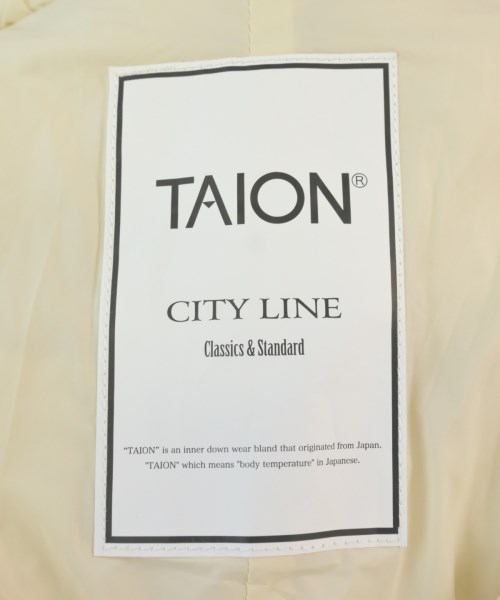 TAION®
CITY LINE
Classics & Standard
"TAION" is an inner down wear bland that originated from Japan.
"TAION" which means "body temperature" in Japanese.